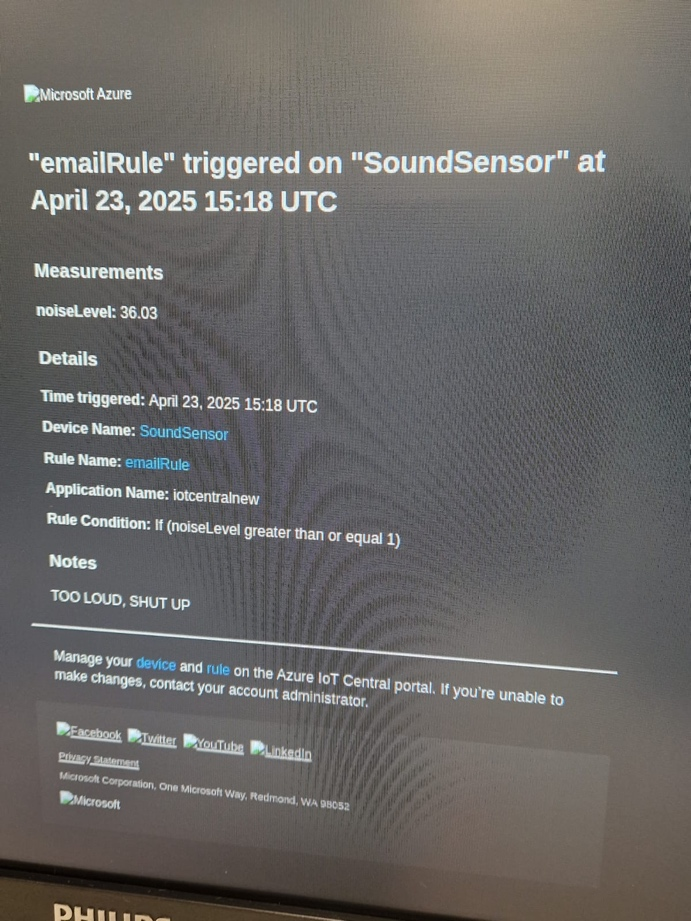 Microsoft Azure
"emailRule" triggered on "SoundSensor" at
April 23, 2025 15:18 UTC
Measurements
noiseLevel: 36.03
Details
Time triggered: April 23, 2025 15:18 UTC
Device Name: SoundSensor
Rule Name: emailRule
Application Name: iotcentralnew
Rule Condition: If (noiseLevel greater than or equal 1)
Notes
TOO LOUD, SHUT UP
Manage your device and rule on the Azure IoT Central portal. If you're unable to
make changes, contact your account administrator.
Facebook Twitter YouTube LinkedIn
Privacy Statement
Microsoft Corporation, One Microsoft Way, Redmond, WA 98052
Microsoft
PHILIPS